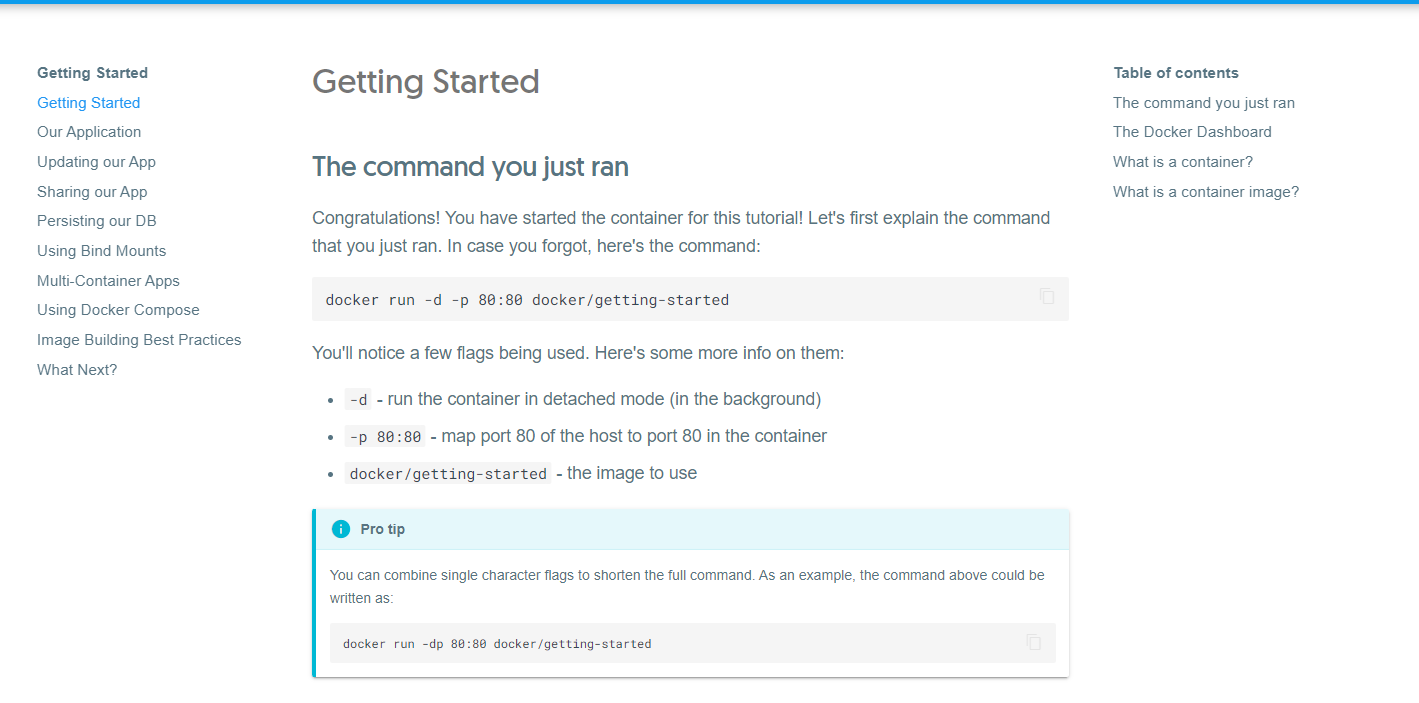 Getting Started
Getting Started
Our Application
Updating our App
Sharing our App
Persisting our DB
Using Bind Mounts
Multi-Container Apps
Using Docker Compose
Image Building Best Practices
What Next?
Getting Started
The command you just ran
Congratulations! You have started the container for this tutorial! Let's first explain the command
that you just ran. In case you forgot, here's the command:
docker run -d -p 80:80 docker/getting-started
You'll notice a few flags being used. Here's some more info on them:
• -d - run the container in detached mode (in the background)
• -p 80:80 - map port 80 of the host to port 80 in the container
• docker/getting-started - the image to use
Pro tip
You can combine single character flags to shorten the full command. As an example, the command above could be
written as:
docker run -dp 80:80 docker/getting-started
Table of contents
The command you just ran
The Docker Dashboard
What is a container?
What is a container image?